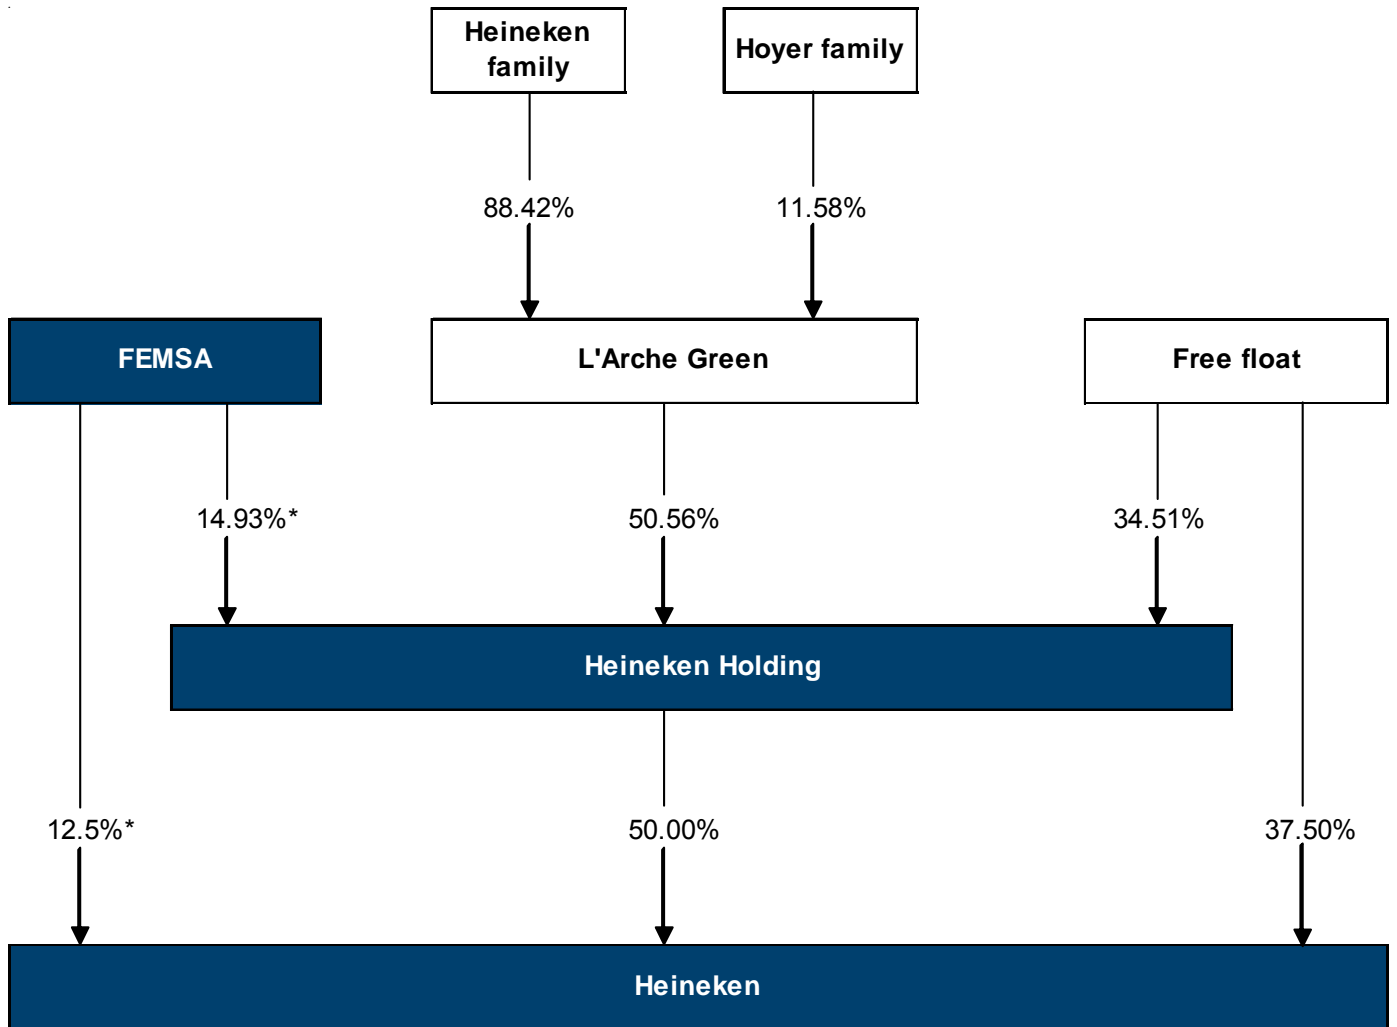 Heineken
family
Hoyer family
88.42%
11.58%
FEMSA
L'Arche Green
Free float
14.93%*
50.56%
34.51%
Heineken Holding
12.5%*
50.00%
37.50%
Heineken